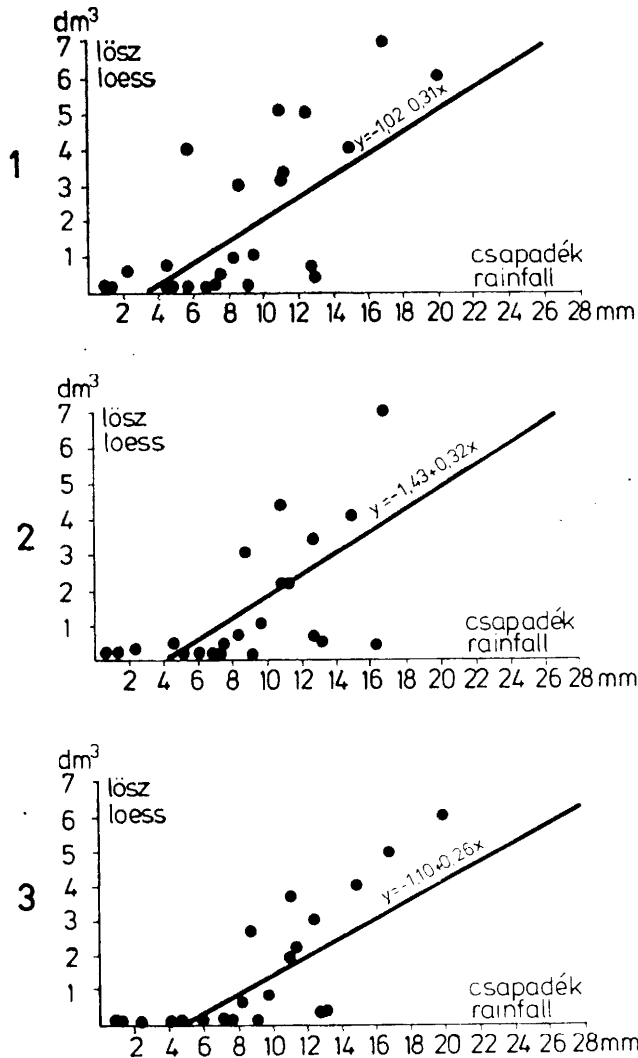 dm³
7 lösz
6 loess
5
4
3
2
1
1
y=-1,02 0,31x
csapadék
rainfall
2 4 6 8 10 12 14 16 18 20 22 24 26 28 mm
dm³
7 lösz
6 loess
5
4
3
2
1
2
y=-1,43+0,32x
csapadék
rainfall
2 4 6 8 10 12 14 16 18 20 22 24 26 28 mm
dm³
7 lösz
6 loess
5
4
3
2
1
3
y=-1,10+0,26x
csapadék
rainfall
2 4 6 8 10 12 14 16 18 20 22 24 26 28 mm